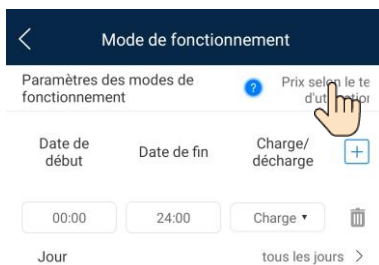 Mode de fonctionnement
Paramètres des modes de
fonctionnement
? Prix selon le te
Date de
début
Date de fin
Charge/
décharge
00:00
24:00
Charge
Jour
tous les jours